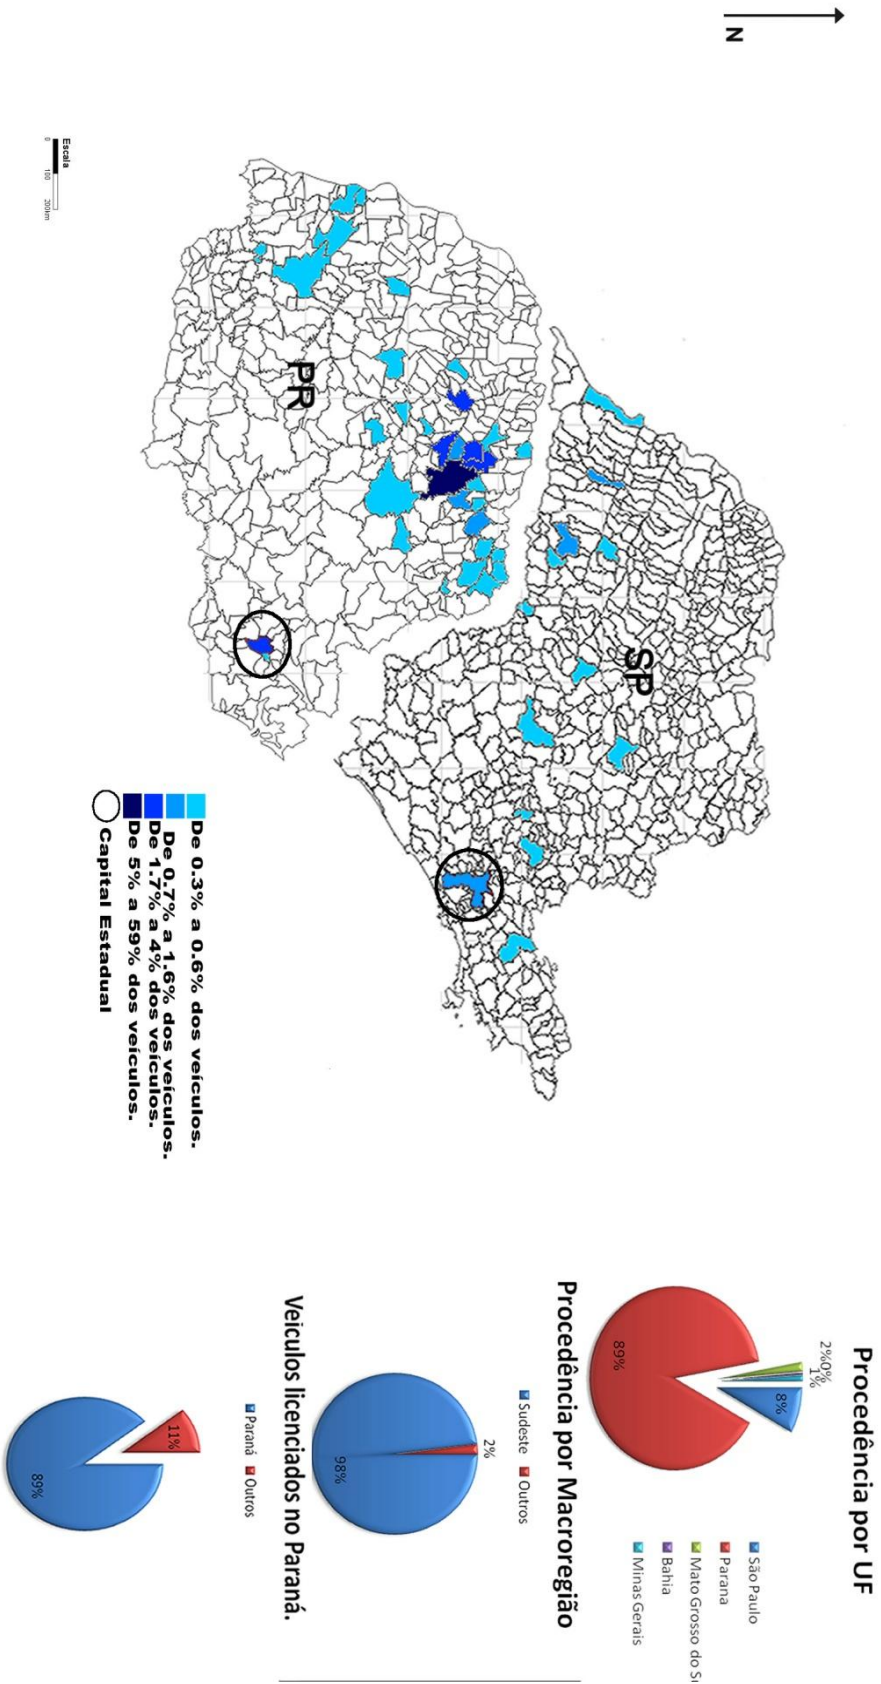 N
Escala
0 100 200km
PR
SP
De 0.3% a 0.6% dos veículos.
De 0.7% a 1.6% dos veículos.
De 1.7% a 4% dos veículos.
De 5% a 59% dos veículos.
Capital Estadual
Procedência por UF
2%0%
1%
8%
89%
São Paulo
Parana
Mato Grosso do Su
Bahia
Minas Gerais
Procedência por Macroregião
Sudeste
Outros
2%
98%
Veiculos licenciados no Paraná.
Paraná
Outros
11%
89%